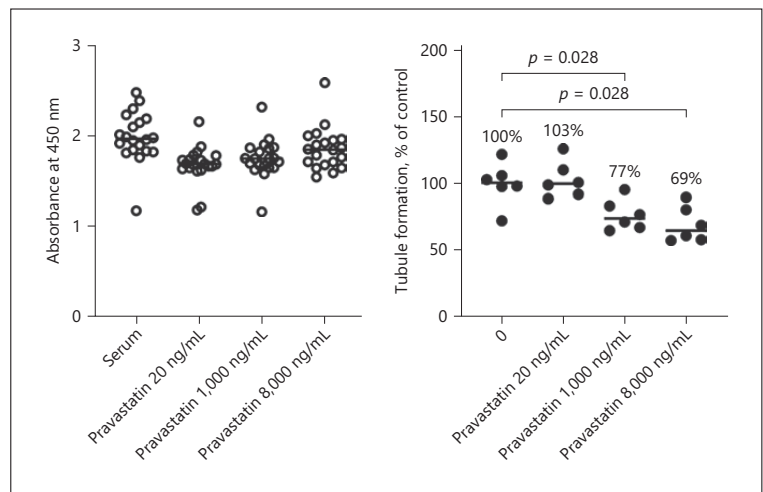 Absorbance at 450 nm
3
2
1
0
Serum
Pravastatin 20 ng/mL
Pravastatin 1,000 ng/mL
Pravastatin 8,000 ng/mL
Tubule formation, % of control
200
150
100
50
0
p = 0.028
p = 0.028
100%
103%
77%
69%
0
Pravastatin 20 ng/mL
Pravastatin 1,000 ng/mL
Pravastatin 8,000 ng/mL